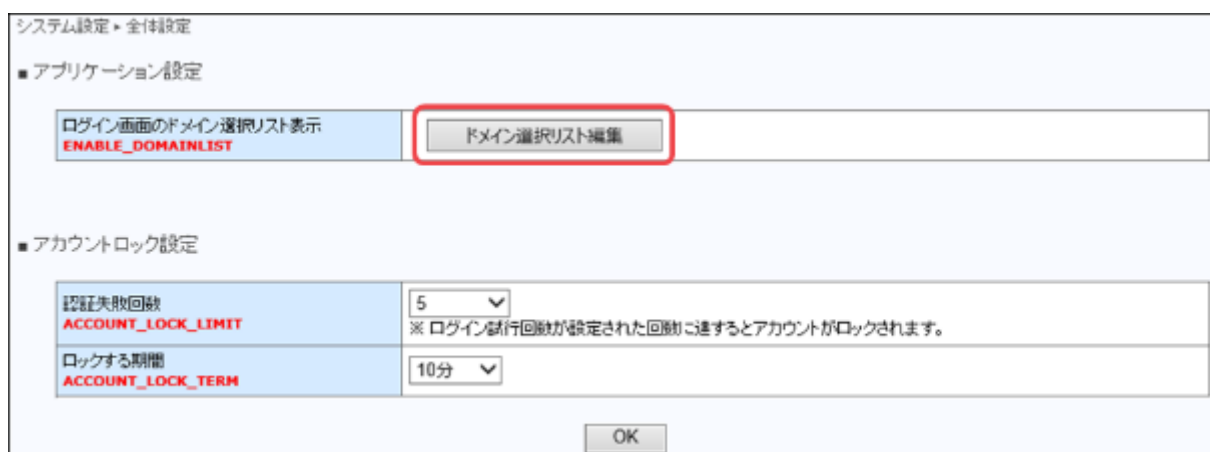 システム設定 ▸ 全体設定
■ アプリケーション設定
ログイン画面のドメイン選択リスト表示
ENABLE_DOMAINLIST
ドメイン選択リスト編集
■ アカウントロック設定
認証失敗回数
ACCOUNT_LOCK_LIMIT
5
※ ログイン試行回数が設定された回数に達するとアカウントがロックされます。
ロックする期間
ACCOUNT_LOCK_TERM
10分
OK